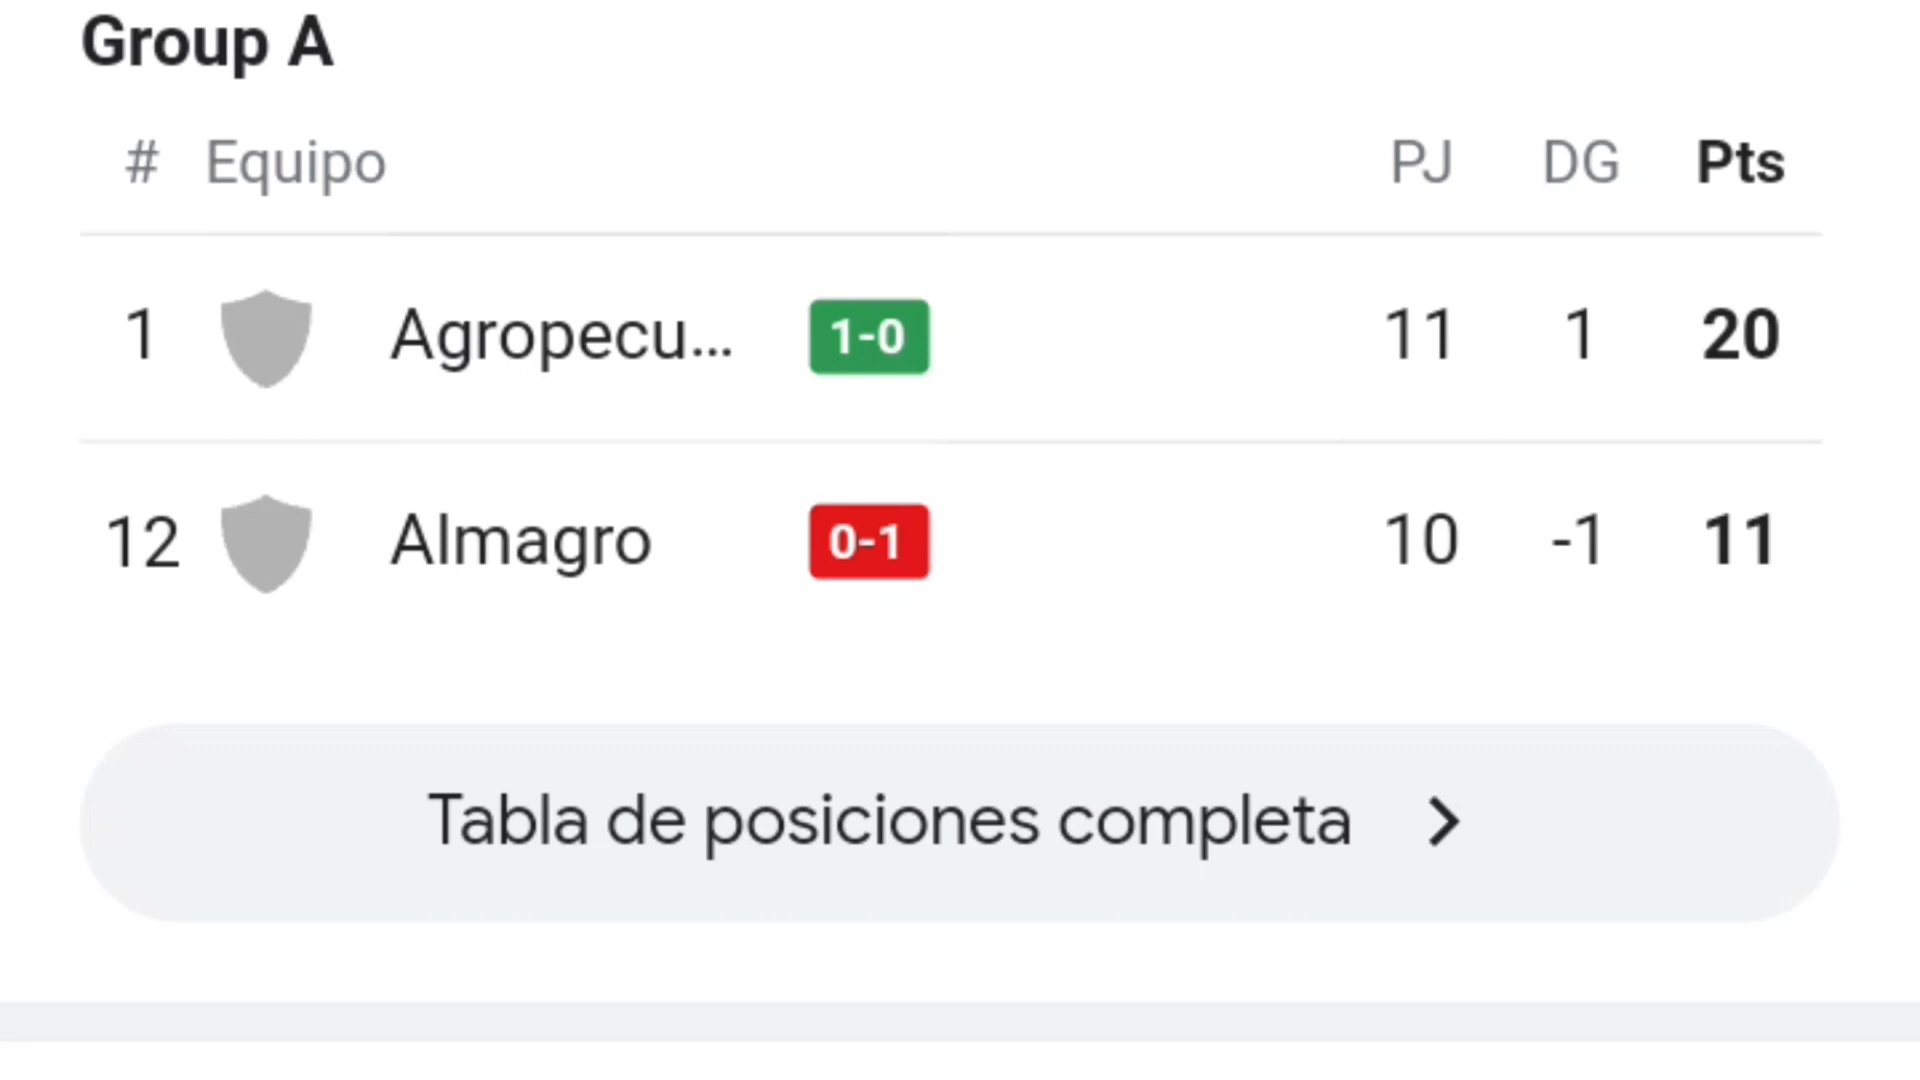 Group A
# Equipo PJ DG Pts
1 Agropecu... 1-0 11 1 20
12 Almagro 0-1 10 -1 11
Tabla de posiciones completa >